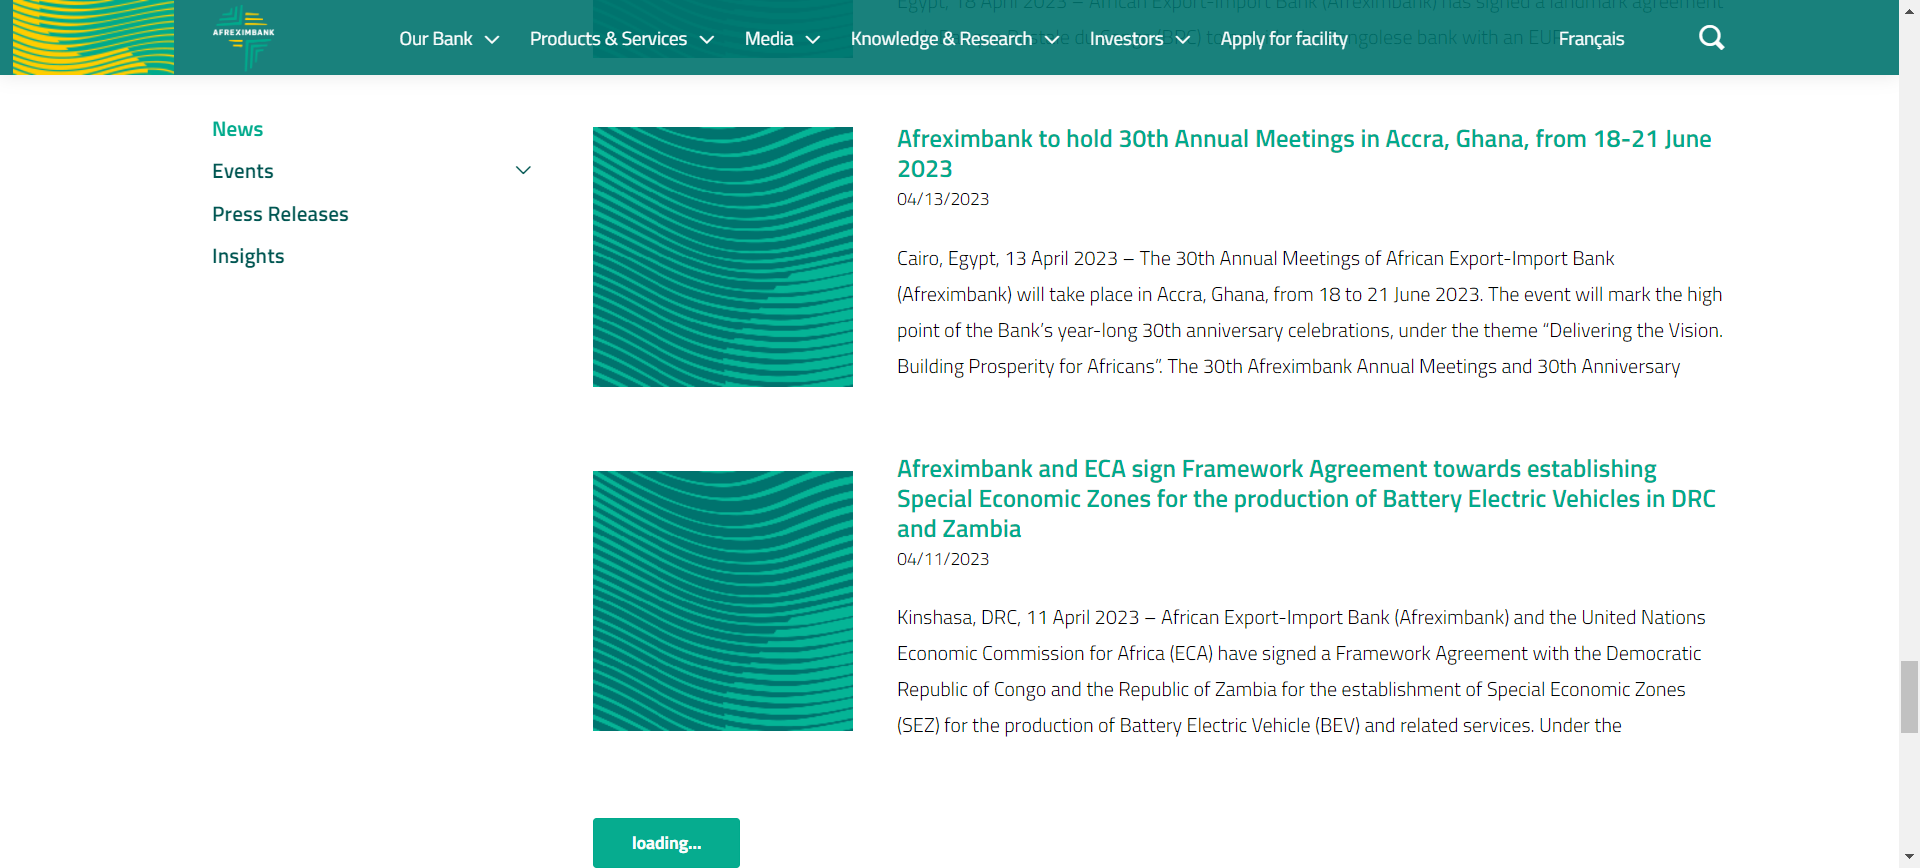 Egypt, 18 April 2023 – African Export-Import Bank (Afreximbank) has signed a landmark agreement
AFREXIMBANK
Our Bank
Products & Services
Media
Knowledge & Research
Investors
Apply for facility
Français
News
Events
Press Releases
Insights
Afreximbank to hold 30th Annual Meetings in Accra, Ghana, from 18-21 June
2023
04/13/2023
Cairo, Egypt, 13 April 2023 – The 30th Annual Meetings of African Export-Import Bank
(Afreximbank) will take place in Accra, Ghana, from 18 to 21 June 2023. The event will mark the high
point of the Bank’s year-long 30th anniversary celebrations, under the theme “Delivering the Vision.
Building Prosperity for Africans”. The 30th Afreximbank Annual Meetings and 30th Anniversary
Afreximbank and ECA sign Framework Agreement towards establishing
Special Economic Zones for the production of Battery Electric Vehicles in DRC
and Zambia
04/11/2023
Kinshasa, DRC, 11 April 2023 – African Export-Import Bank (Afreximbank) and the United Nations
Economic Commission for Africa (ECA) have signed a Framework Agreement with the Democratic
Republic of Congo and the Republic of Zambia for the establishment of Special Economic Zones
(SEZ) for the production of Battery Electric Vehicle (BEV) and related services. Under the
loading...